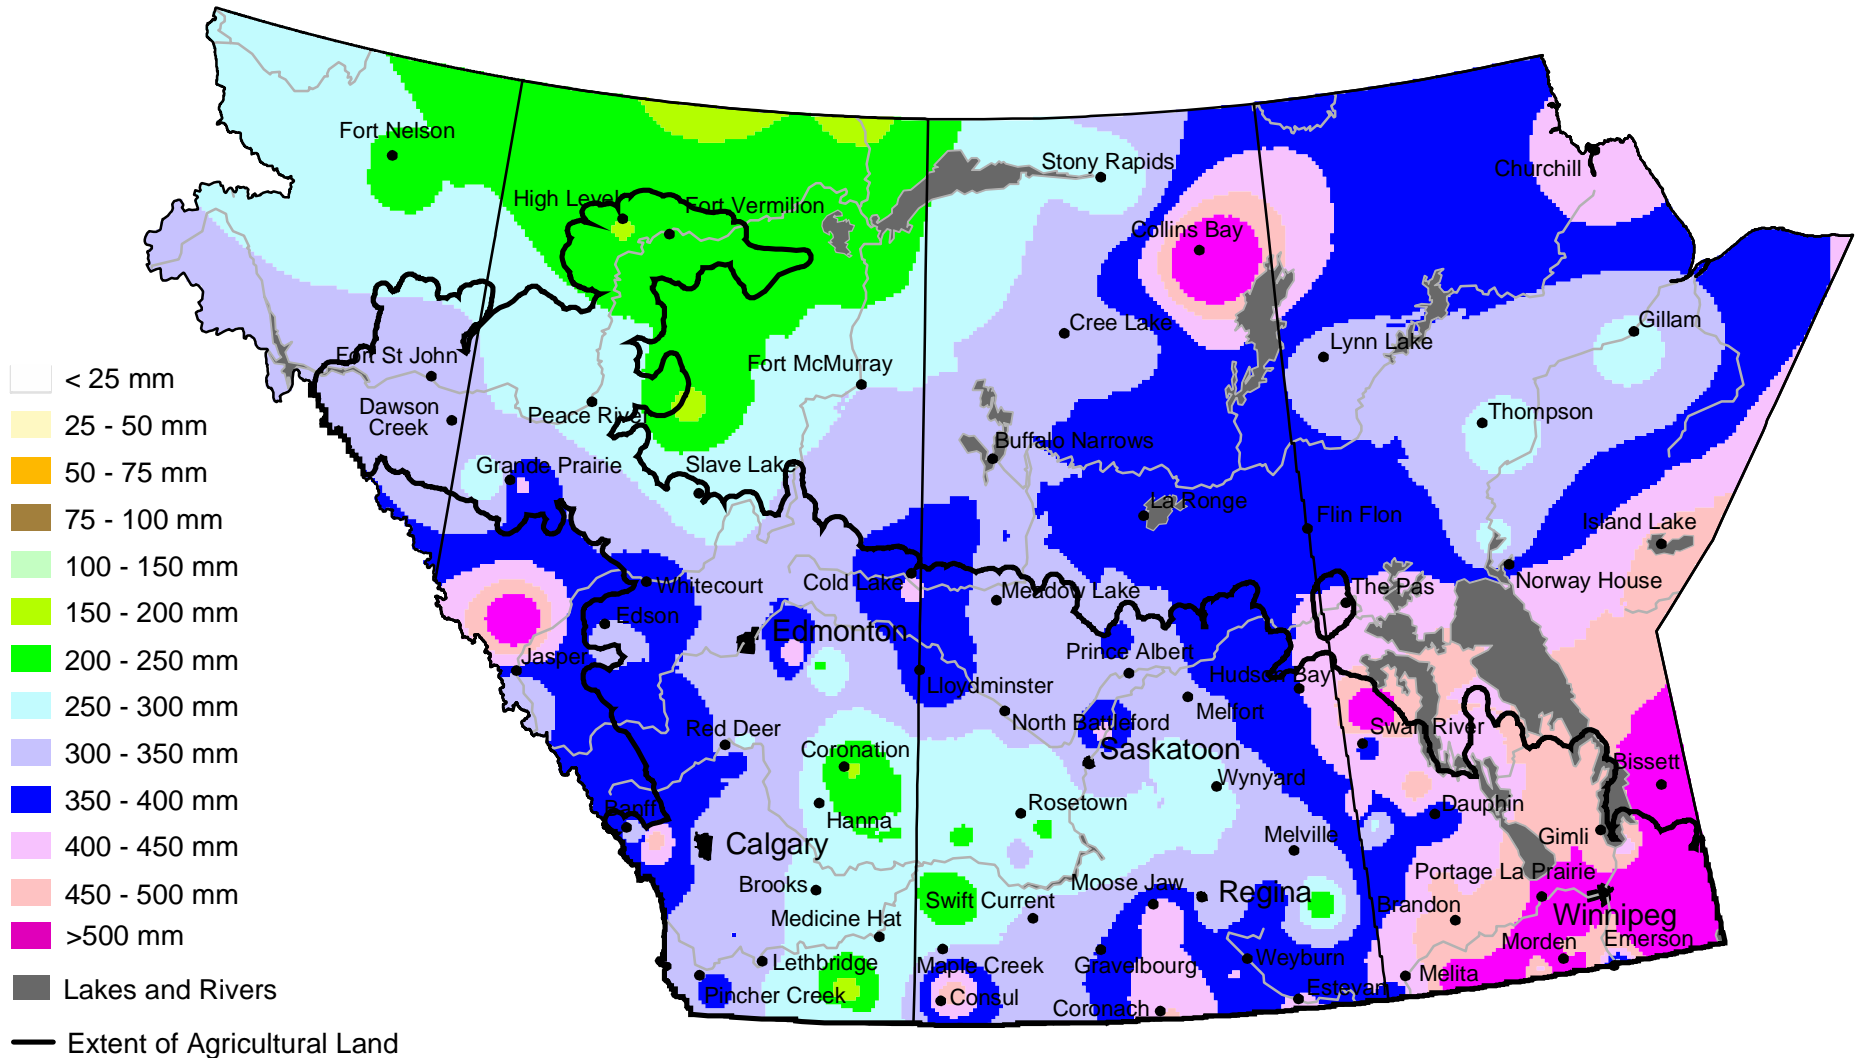 Fort Nelson
Churchill
Stony Rapids
High Level
Fort Vermilion
Collins Bay
Gillam
Cree Lake
Lynn Lake
Fort St John
Fort McMurray
< 25 mm
25 - 50 mm
50 - 75 mm
75 - 100 mm
100 - 150 mm
150 - 200 mm
200 - 250 mm
250 - 300 mm
300 - 350 mm
350 - 400 mm
400 - 450 mm
450 - 500 mm
>500 mm
Lakes and Rivers
Extent of Agricultural Land
Dawson
Creek
Peace River
Thompson
Buffalo Narrows
Grande Prairie
Slave Lake
La Ronge
Flin Flon
Island Lake
Whitecourt
Cold Lake
Meadow Lake
The Pas
Norway House
Edson
Edmonton
Jasper
Prince Albert
Hudson Bay
Lloydminster
North Battleford
Melfort
Red Deer
Coronation
Saskatoon
Swan River
Bissett
Wynyard
Banff
Hanna
Rosetown
Dauphin
Calgary
Melville
Gimli
Brooks
Moose Jaw
Regina
Portage La Prairie
Medicine Hat
Swift Current
Brandon
Winnipeg
Lethbridge
Maple Creek
Gravelbourg
Weyburn
Morden
Emerson
Pincher Creek
Consul
Coronach
Estevan
Melita